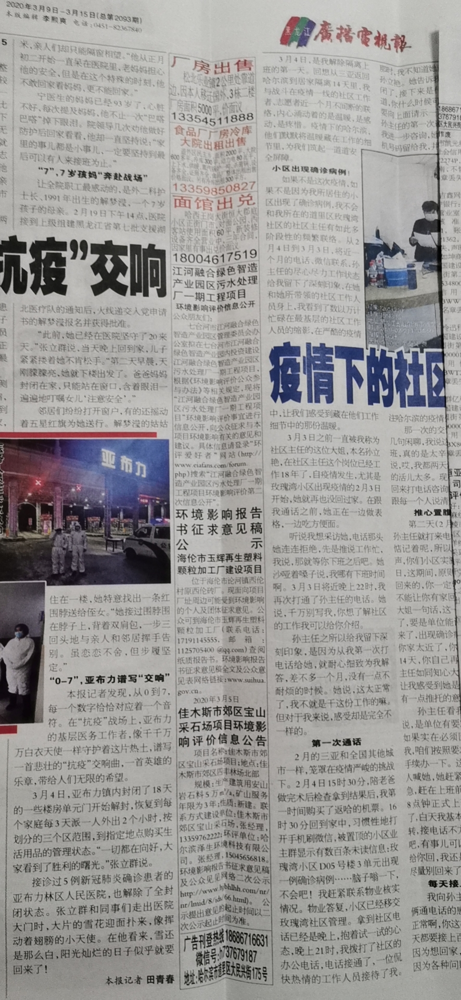 2020年3月9日-3月15日(总第2093期)
本版编辑 李熙爽 电话:0451-82367840
黑龙江
廣播電視報
米,亲人们却只能隔窗相望。”他从正月
初二开始一直呆在医院里,老妈妈担心
他的安全,但是在这个特殊的时刻,他
不敢回家看妈妈,更不能回家。”
宁医生的妈妈已经93岁了,心脏
不好,每次提及妈妈,他不止一次“巴嗒
巴嗒”掉下眼泪。院领导几次劝他做好
防护后回家看看,他却一直坚持说:“家
里的事儿都是小事儿,一定要坚持到最
后可以有人来接班为止。”
“7”,7岁孩妈“奔赴战场”
让全院职工最感动的,是外二科护
士长、1991年出生的解梦滢,一个7岁
孩子的母亲。2月19日下午14点,医院
接到上级组建黑龙江省第七批支援湖
抗疫”交响
北医疗队的通知后,火线递交入党申请
书的解梦滢报名并获得批准。
“此前,她已经在医院坚守了20来
天。”张立群说,当天晚上回到家,儿子
紧紧搂着她不肯松手。“第二天早晨,天
刚朦朦亮,她就下楼出发了。爸爸妈妈
封闭在家,只能站在窗口,含着眼泪一
遍遍地叮嘱女儿‘注意安全’。”
邻居们纷纷打开窗户,有的还摇动
着五星红旗为她送行。解梦滢的姑姑
亚布力
住在一楼,她特意找出一条红
围脖送给侄女。“她接过围脖围
在脖子上,背着双肩包,一步三
回头地与亲人和邻居挥手告
别。虽恋恋不舍,但步履坚
定。”
“0-7”,亚布力谱写“交响”
本报记者发现,从0到7,
每一个数字恰恰对应着一个音
符。在“抗疫”战场上,亚布力
的基层医务工作者,像千千万
万白衣天使一样守护着这片热土,谱写
一首悲壮的“抗疫”交响曲,一首英雄的
乐章,带给人们无限的希望。
3月4日,亚布力镇内封闭了18天
的一些楼房单元门开始解封,恢复到每
个家庭每3天派一人外出2个小时,按
划分的三个区范围,到指定地点购买生
活用品的管理状态。“一切都在向好,大
家看到了胜利的曙光。”张立群说。
接诊过5例新冠肺炎确诊患者的
亚布力林区人民医院,也解除了全封
闭状态。张立群和同事们走出医院
大门时,大片的雪花迎面扑来,像挥
动着翅膀的小天使。在他看来,雪还
是那么白,阳光灿烂的日子似乎就要
回来了!
本报记者 田青春
厂房出售
松北乐业镇2公里处靠道
边,因本人移迁国外,3栋二楼
厂房面积5000平,价面议
13354511888
食品厂厂房冷库
大院出租出售
13359850827
面馆出兑
哈西王岗大街恒大郡庭
小区正街门市,对面公园、西
客站使用面积60平,新装修
设备齐全营业中,三年合同,
因家里有事出兑价面议
18004617519
江河融合绿色智造
产业园区污水处理
厂一期工程项目
环境影响评价信息公开
公众朋友们:
七台河市江河融合绿色
智造产业园区管理委员会办
公室拟在七台河市江河融合
绿色智造产业园内投资建设
江河融合绿色智造产业园区
污水处理厂一期工程项目,
根据《环境影响评价公众参
与办法》等相关规定,现将
“江河融合绿色智造产业园
区污水处理厂一期工程项
目”环境影响评价事宜进行
信息公开,向公众征求与本
项目环境影响有关的意见和
建议。具体信息请登录“环
评爱好者”网站(http://
www.eiafans.com/forum.
php)搜索“江河融合绿色智
造产业园区污水处理厂一期
工程项目环境影响评价第二
次信息公开”。
环境影响报告
书征求意见稿
公示
海伦市玉辉再生塑料
颗粒加工厂建设项目
位于海伦市论河镇西伦
村原西伦砖厂。现面向项目
厂址周边可能受到环境影响
的个人及团体征求意见。公
众可到海伦市玉辉再生塑料
颗粒加工厂(联系电话:
17191145555,邮箱:
1125705400@qq.com)查阅
纸质报告书。环境影响报告
书征求意见稿全文及公众意
见表网络链接:www.suihua.
gov.cn。
2020年3月5日
佳木斯市郊区宝山
采石场项目环境影
响评价信息公告
项目名称:佳木斯市郊
区宝山采石场项目;地点:佳
木斯市郊区四丰林场北部
规模:生产建筑用安山
岩石料5万m³/a,矿山服务
年限为3年;性质:新建。联
系方式建设单位:佳木斯市
郊区宝山采石场,张经理,
13359762222;环评单位:哈
尔滨泽生环境科技有限公
司。张经理,15045656818。
环境影响报告书征求意见稿
及公众见见网络二次公示
http://www.hjbhlhh.com/nr/
nr/lmid/8/ids/66.html)。公
示提出意见的起止时间以二
次公示起止时间为准。
广告刊登热线18686716631
微信号:h737679187
地址:哈尔滨市道里区大民兴街175号
3月4日,是我解除隔离上
班的第一天。回想从三亚返回
哈尔滨到居家隔离14天里,我
与战斗在疫情一线的社区工作
者、志愿者近一个月不间断的联
络,内心涌动着的是温暖,是感
动,是疼惜。疫情下的哈尔滨,
他们默默将温暖藏在工作的细
节里,为我们筑起一道道安
全屏障。
小区出现确诊病例!
如果不是这次疫情,如
果不是因为我所居住的小
区出现了确诊病例,我不会
和我所在的道里区玫瑰湾
社区的社区主任有如此多
阶段性的频繁联络。从2
月4日到3月3日,将近一
个月的电话、微信联系,孙
主任的尽心尽力工作状态
给我留下了深刻印象,在她
和她所带领的社区工作人
员身上,我看到了数以万计
忙碌在最基层的社区工作
人员的缩影,在严酷的疫情
疫情下的社区
中,让我们感受到藏在他们工作
细节中的那份温暖。
3月3日之前一直被我称为
社区主任的这位大姐,本名孙立
艳,在社区主任这个岗位已经工
作18年了,自疫情发生,尤其是
玫瑰湾小区出现疫情的2月3日
开始,她就再也没回过家。在跟
我通话之前,她正在一边做表
格,一边吃方便面。
听说我想采访她,电话那头
她连连拒绝,先是推说工作忙,
我说,那就等你下班之后吧。她
沙哑着嗓子说,我哪有下班时间
啊。3月3日将近晚上22时,我
再次打通了孙主任的电话。她
说,千万别写我,你想了解社区
的工作我可以给你介绍。
孙主任之所以给我留下深
刻印象,是因为从我第一次打
电话给她,就耐心细致为我解
答,差不多一个月,没有一点不
耐烦的时候。她说,这太正常
了,我不就是干这份工作的嘛。
但对于我来说,感受却是完全不
一样的。
第一次通话
2月的三亚和全国其他城
市一样,笼罩在疫情严峻的挑战
下。2月4日15时30分,陪老爸
做完术后检查拿到结果后,我第
一时间购买了返哈的机票。16
时30分回到家中,习惯性地打
开手机刷微信,被置顶的小区业
主群显示有数百条未读信息:玫
瑰湾小区D05号楼3单元出现
一例确诊病例……脑子嗡一下,
不会吧!我赶紧联系物业核实
情况。物业答复,小区已经移交
玫瑰湾社区管理。拿到社区电
话已经是晚上,抱着试一试的心
态,晚上21时,我拨打了社区的
办公电话,电话接通了,一位侃
快热情的工作人员接待了我。
那时,我不知道她
孙立艳。她告诉我
闭了,接下来是
道,你什么时候可
要向上面请示一
孙主任的第一次
我进一步咨询,她
机号码留给我,并
注哈尔滨的疫情
那一次的交
几句闲聊,我说这
班,真的是太辛
说,哎,我都两天
的活儿太多。现
回来打电话咨询
跟每一个人说清
推心置腹
第二天(2月
孙主任就打来电
惦记着呢,所以
声,你们小区实施
日,这期间,原则
回来的,你一定
不能让你有家回
大姐一句话,这
了,要是单位能
来了,出现确诊
你家太近了,你
14天,你自己再
主任如同知心大
让我感受到她是
有一点推托的意
孙主任看我
说,是单位有要
如果实在必须回
我,咱们按照要
手续办一下。这
人喊她,她赶紧
急,赶在上班前
8点钟正式上
了,白天我基本
转,接电话不方
吧,有事儿可以
给你回,我还是
尽量别回来了
每天接
我向孙主
俩通电话的感
正常啊,你这
天都要接上百
因为想回家,
因为各种问